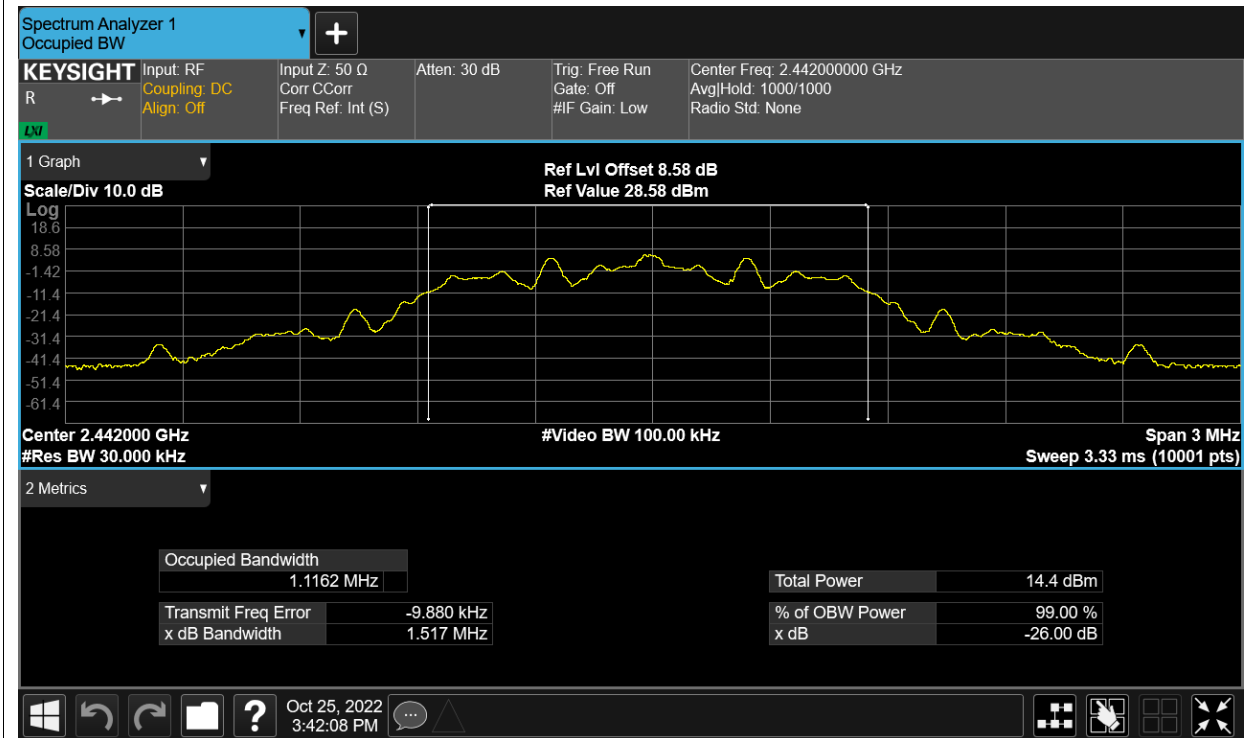 Spectrum Analyzer 1
Occupied BW
KEYSIGHT
R
LXI
Input: RF
Coupling: DC
Align: Off
Input Z: 50 Ω
Corr CCorr
Freq Ref: Int (S)
Atten: 30 dB
Trig: Free Run
Gate: Off
#IF Gain: Low
Center Freq: 2.442000000 GHz
Avg|Hold: 1000/1000
Radio Std: None
1 Graph
Scale/Div 10.0 dB
Ref Lvl Offset 8.58 dB
Ref Value 28.58 dBm
Log
18.6
8.58
-1.42
-11.4
-21.4
-31.4
-41.4
-51.4
-61.4
Center 2.442000 GHz
#Video BW 100.00 kHz
Span 3 MHz
#Res BW 30.000 kHz
Sweep 3.33 ms (10001 pts)
2 Metrics
Occupied Bandwidth
1.1162 MHz
Total Power 14.4 dBm
Transmit Freq Error -9.880 kHz
% of OBW Power 99.00 %
x dB Bandwidth 1.517 MHz
x dB -26.00 dB
?
Oct 25, 2022
3:42:08 PM